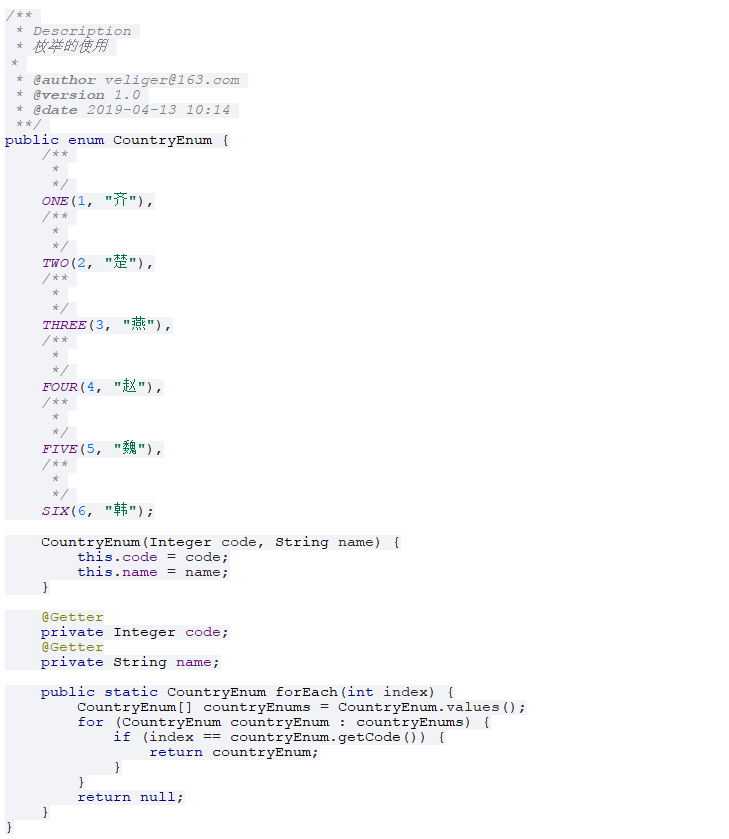 /**
 * Description
 * 枚举的使用
 *
 * @author veliger@163.com
 * @version 1.0
 * @date 2019-04-13 10:14
 **/
public enum CountryEnum {
    /**
     *
     */
    ONE(1, "齐"),
    /**
     *
     */
    TWO(2, "楚"),
    /**
     *
     */
    THREE(3, "燕"),
    /**
     *
     */
    FOUR(4, "赵"),
    /**
     *
     */
    FIVE(5, "魏"),
    /**
     *
     */
    SIX(6, "韩");

    CountryEnum(Integer code, String name) {
        this.code = code;
        this.name = name;
    }

    @Getter
    private Integer code;
    @Getter
    private String name;

    public static CountryEnum forEach(int index) {
        CountryEnum[] countryEnums = CountryEnum.values();
        for (CountryEnum countryEnum : countryEnums) {
            if (index == countryEnum.getCode()) {
                return countryEnum;
            }
        }
        return null;
    }
}